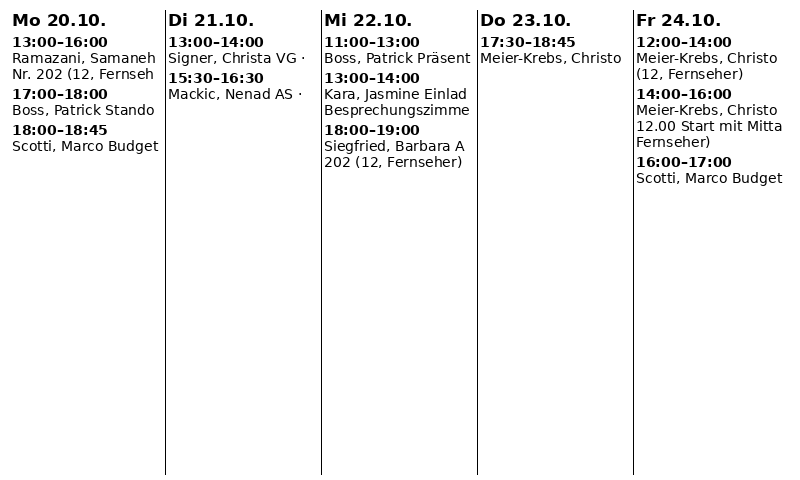 Mo 20.10.
13:00–16:00
Ramazani, Samaneh
Nr. 202 (12, Fernseh
17:00–18:00
Boss, Patrick Stando
18:00–18:45
Scotti, Marco Budget
Di 21.10.
13:00–14:00
Signer, Christa VG ·
15:30–16:30
Mackic, Nenad AS ·
Mi 22.10.
11:00–13:00
Boss, Patrick Präsent
13:00–14:00
Kara, Jasmine Einlad
Besprechungszimme
18:00–19:00
Siegfried, Barbara A
202 (12, Fernseher)
Do 23.10.
17:30–18:45
Meier-Krebs, Christo
Fr 24.10.
12:00–14:00
Meier-Krebs, Christo
(12, Fernseher)
14:00–16:00
Meier-Krebs, Christo
12.00 Start mit Mitta
Fernseher)
16:00–17:00
Scotti, Marco Budget